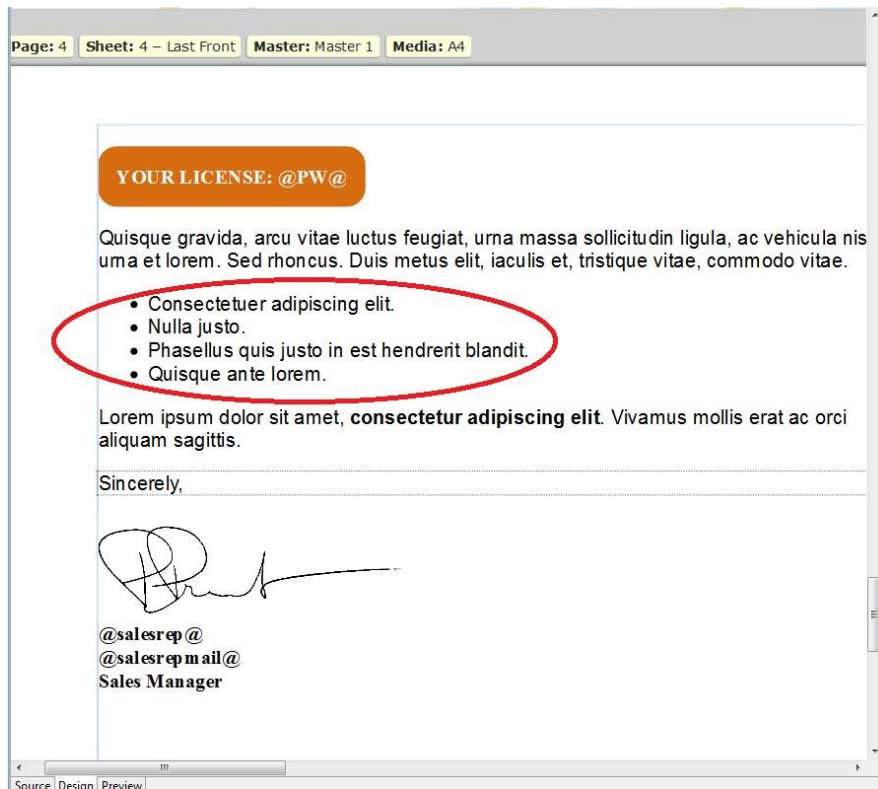 Page: 4 Sheet: 4 – Last Front Master: Master 1 Media: A4
YOUR LICENSE: @PW@
Quisque gravida, arcu vitae luctus feugiat, urna massa sollicitudin ligula, ac vehicula nis
urna et lorem. Sed rhoncus. Duis metus elit, iaculis et, tristique vitae, commodo vitae.
• Consectetuer adipiscing elit.
• Nulla justo.
• Phasellus quis justo in est hendrerit blandit.
• Quisque ante lorem.
Lorem ipsum dolor sit amet, consectetur adipiscing elit. Vivamus mollis erat ac orci
aliquam sagittis.
Sincerely,
@salesrep@
@salesrepmail@
Sales Manager
Source Design Preview